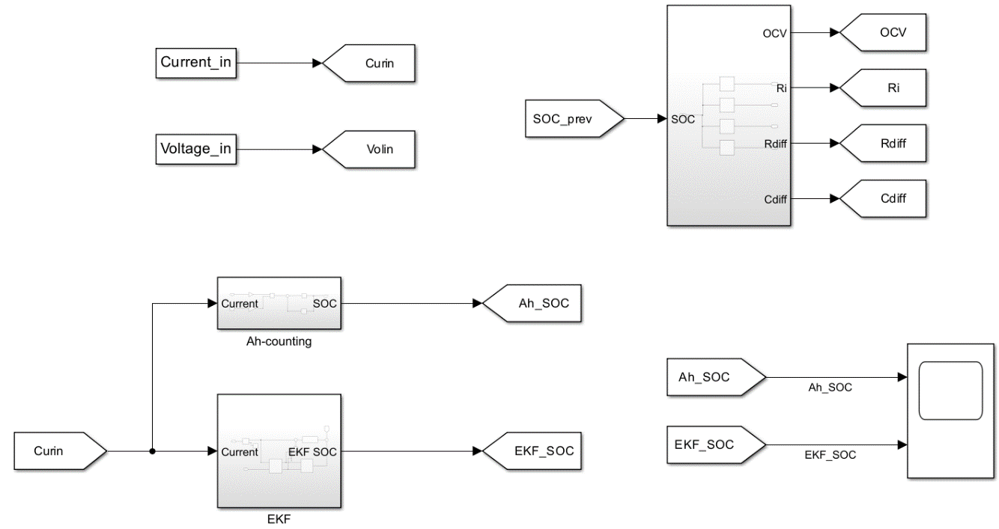 Current_in
Curin
Voltage_in
Volin
SOC_prev
SOC
OCV
Ri
Rdiff
Cdiff
OCV
Ri
Rdiff
Cdiff
Current
SOC
Ah-counting
Ah_SOC
Curin
Current
EKF SOC
EKF
EKF_SOC
Ah_SOC
Ah_SOC
EKF_SOC
EKF_SOC